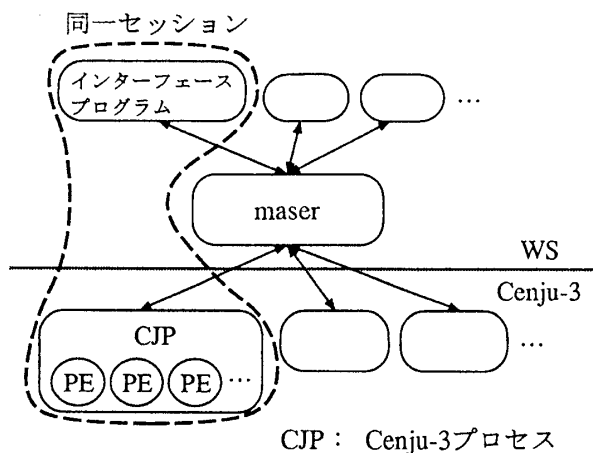 同一セッション
インターフェース
プログラム
…
maser
WS
Cenju-3
CJP
PE PE PE …
…
CJP： Cenju-3プロセス